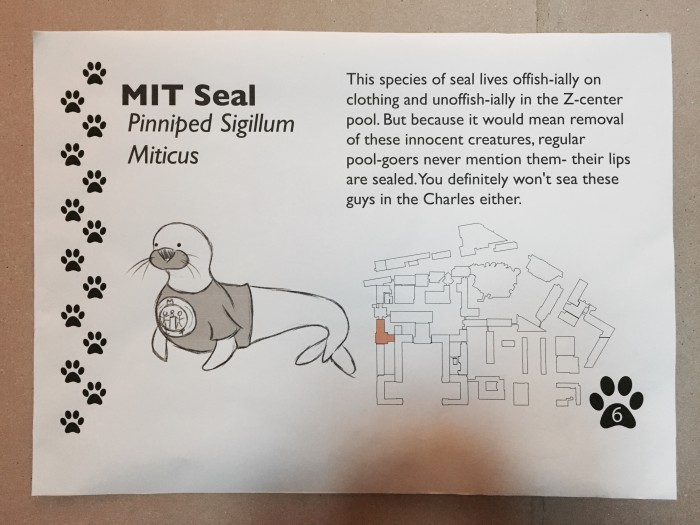 MIT Seal
Pinniped Sigillum
Miticus
This species of seal lives offish-ially on
clothing and unoffish-ially in the Z-center
pool. But because it would mean removal
of these innocent creatures, regular
pool-goers never mention them- their lips
are sealed. You definitely won't sea these
guys in the Charles either.
6